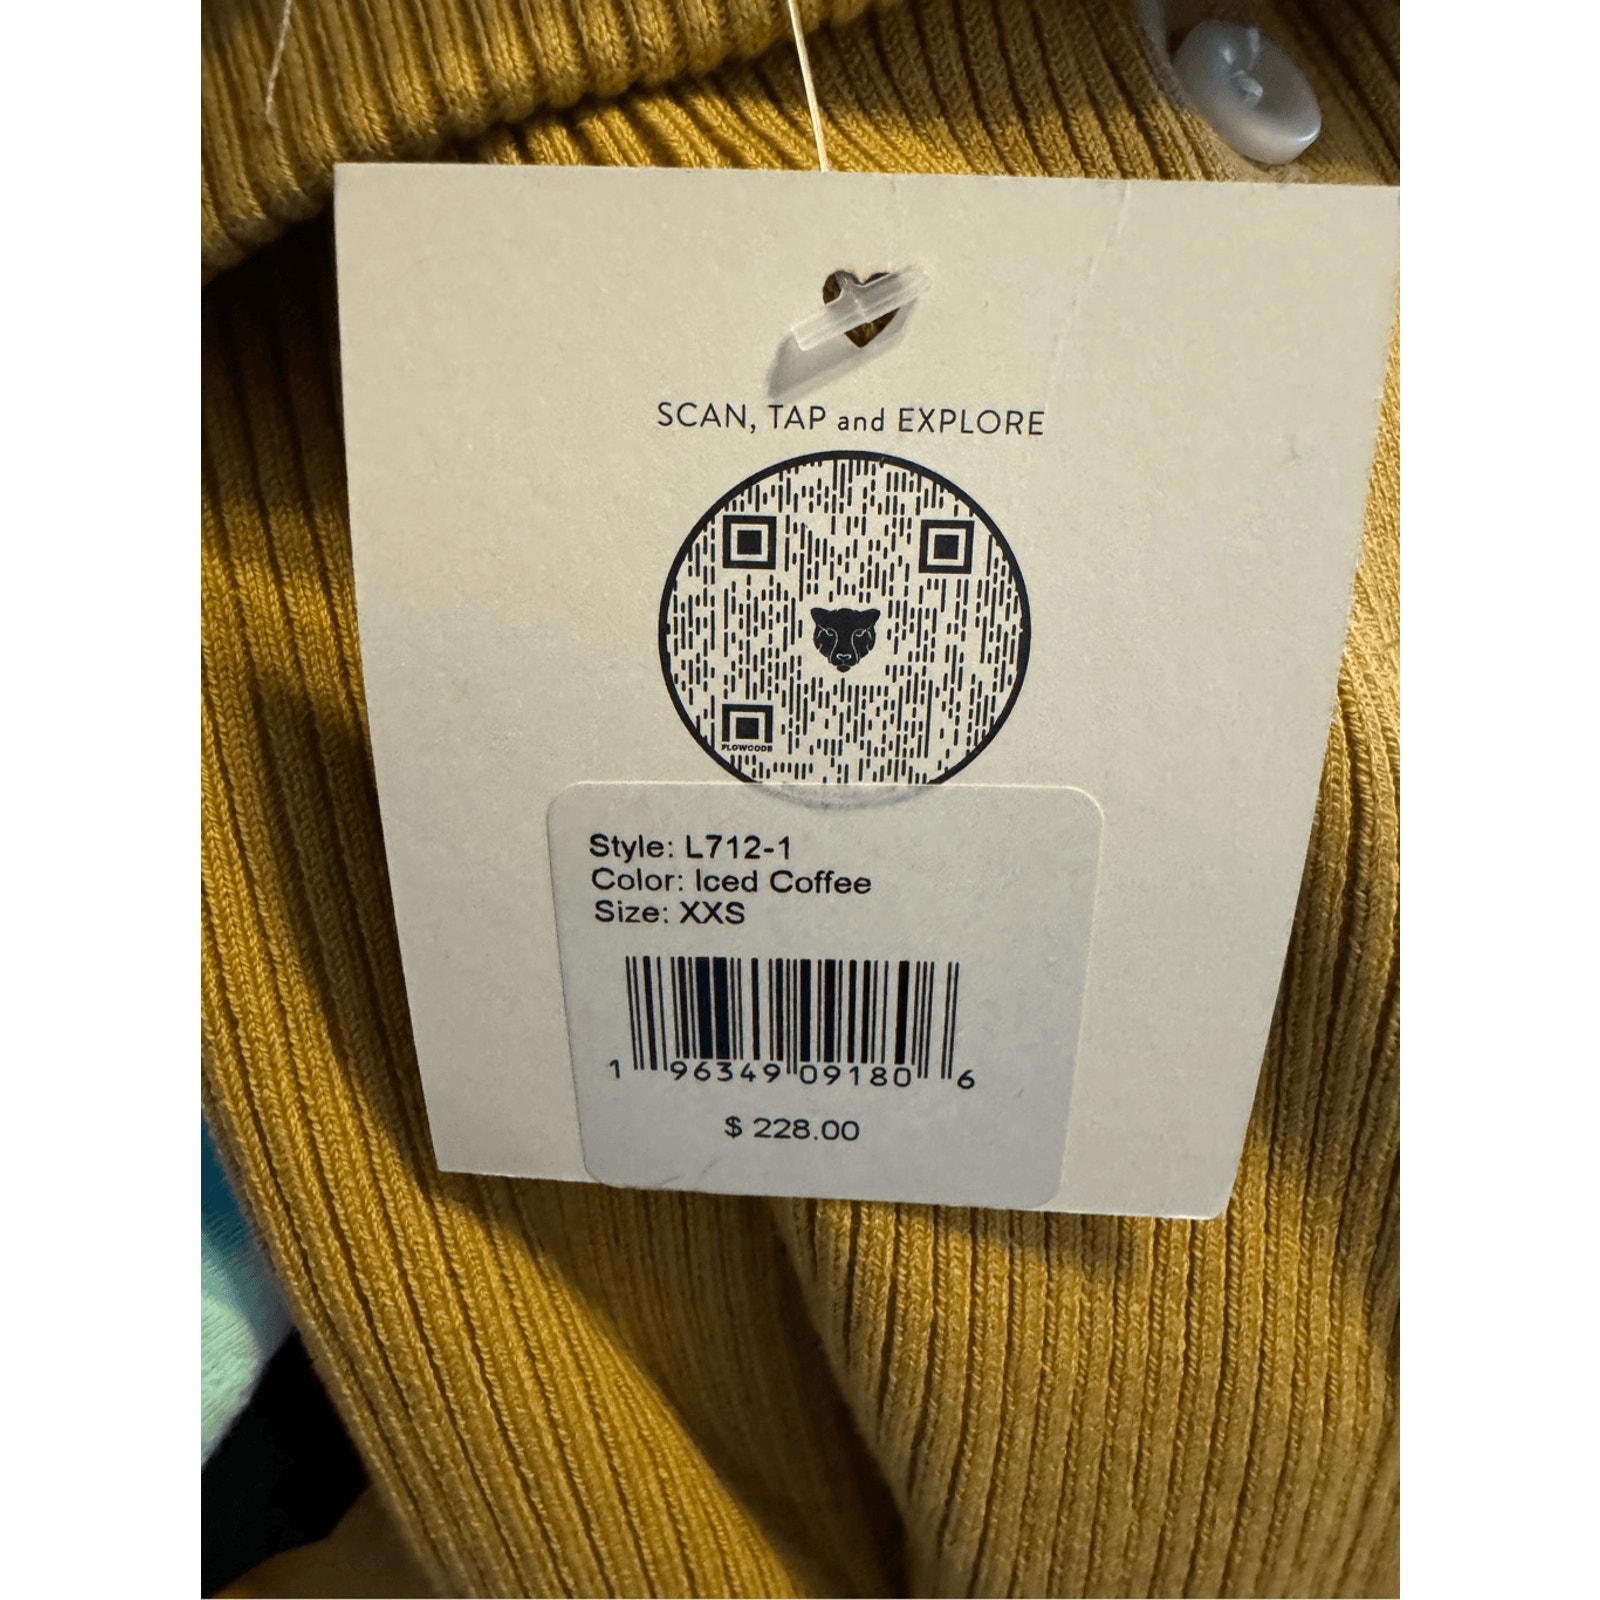 SCAN, TAP and EXPLORE
FLOWCODE
Style: L712-1
Color: Iced Coffee
Size: XXS
1 96349 09180 6
$ 228.00